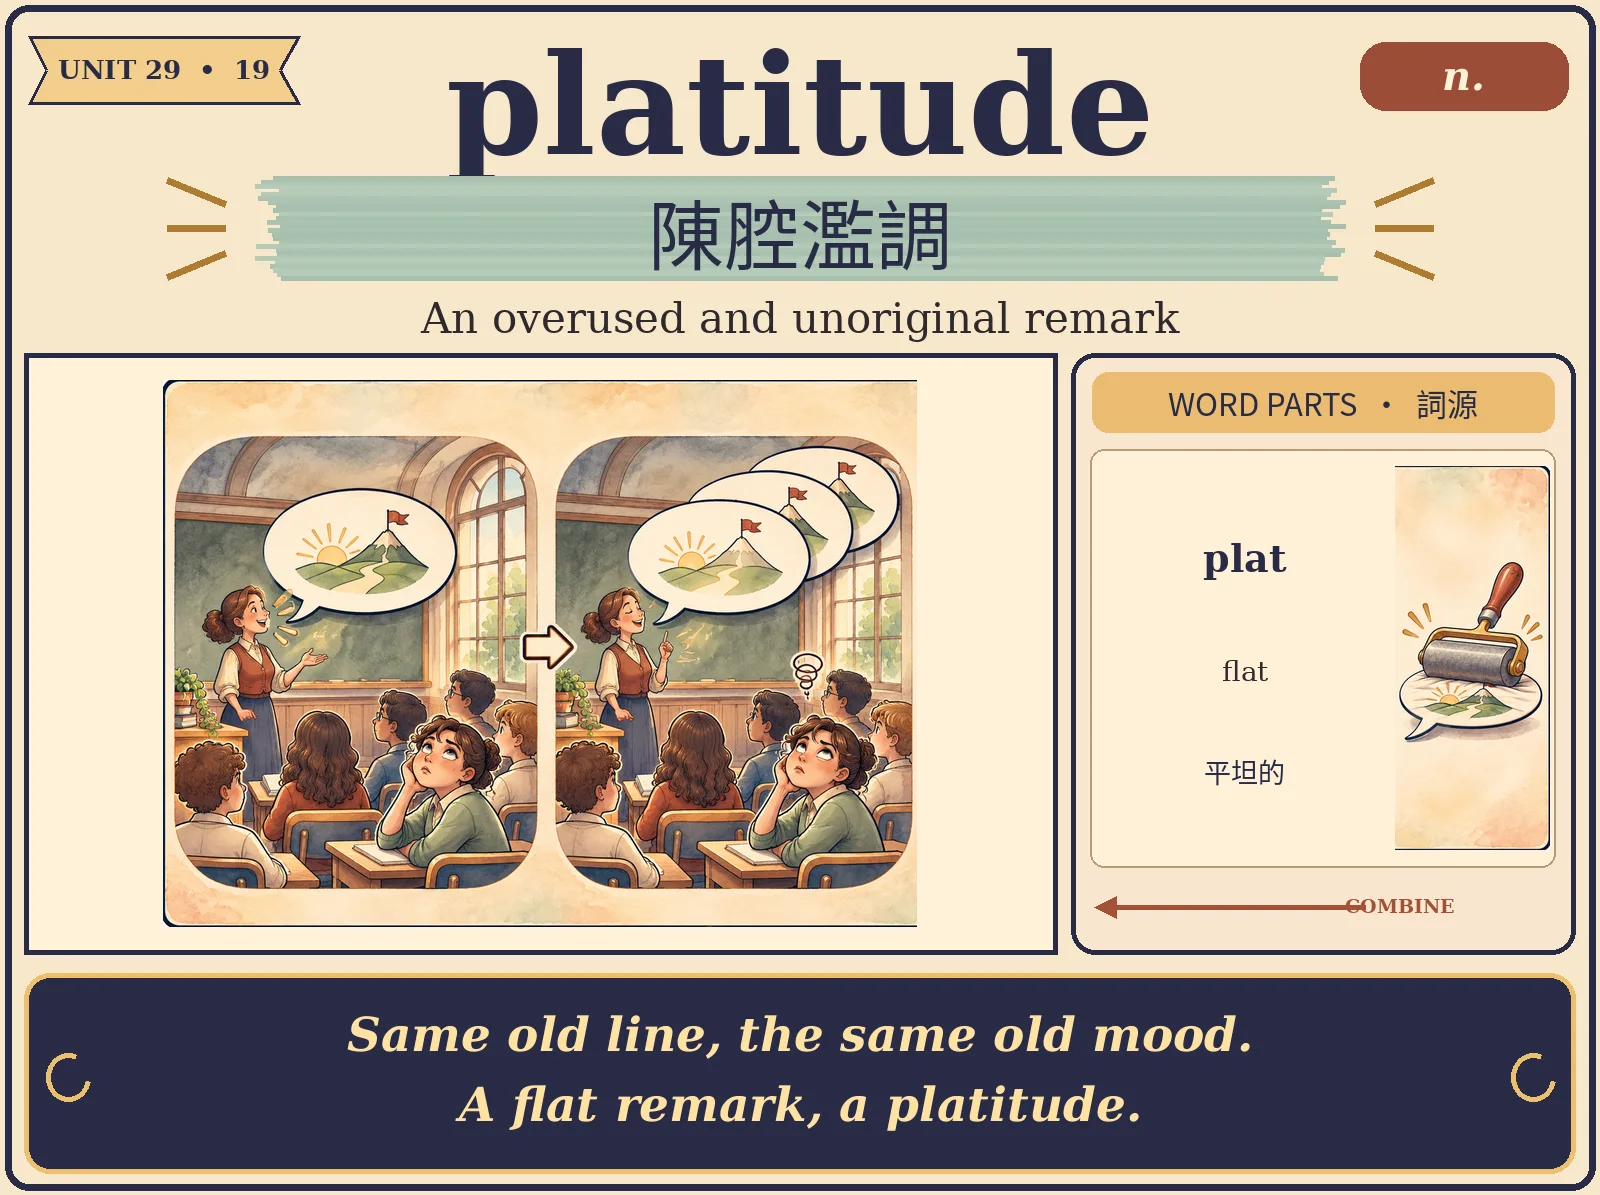 UNIT 29 • 19
platitude
n.
陳腔濫調
An overused and unoriginal remark
WORD PARTS • 詞源
plat
flat
平坦的
COMBINE
Same old line, the same old mood.
A flat remark, a platitude.